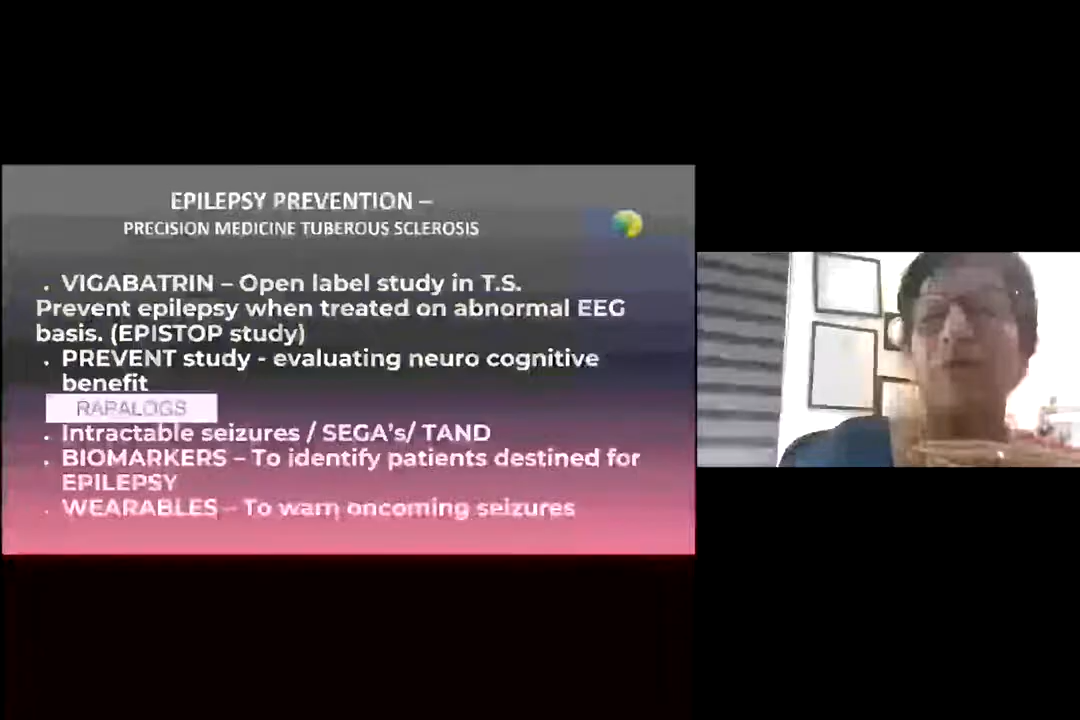 EPILEPSY PREVENTION –
PRECISION MEDICINE TUBEROUS SCLEROSIS
. VIGABATRIN – Open label study in T.S.
Prevent epilepsy when treated on abnormal EEG
basis. (EPISTOP study)
. PREVENT study - evaluating neuro cognitive
benefit
RAPALOGS
. Intractable seizures / SEGA's/ TAND
. BIOMARKERS – To identify patients destined for
EPILEPSY
. WEARABLES – To warn oncoming seizures